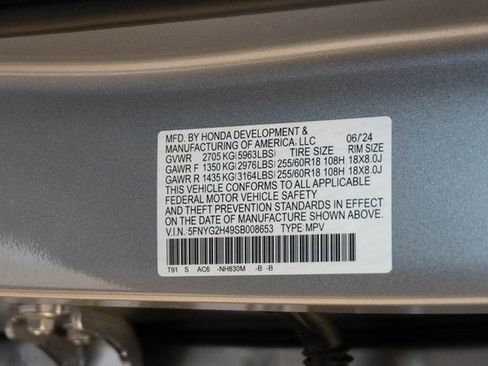 MFD. BY HONDA DEVELOPMENT &
MANUFACTURING OF AMERICA, LLC 06/'24
GVWR 2705 KG(5963LBS) TIRE SIZE RIM SIZE
GAWR F 1350 KG(2976LBS) 255/60R18 108H 18X8.0J
GAWR R 1435 KG(3164LBS) 255/60R18 108H 18X8.0J
THIS VEHICLE CONFORMS TO ALL APPLICABLE
FEDERAL MOTOR VEHICLE SAFETY
AND THEFT PREVENTION STANDARDS IN EFFECT
ON THE DATE OF MANUFACTURE SHOWN ABOVE.
V.I.N.:5FNYG2H49SB008653 TYPE:MPV
T91 S AC6 -NH830M -B -B